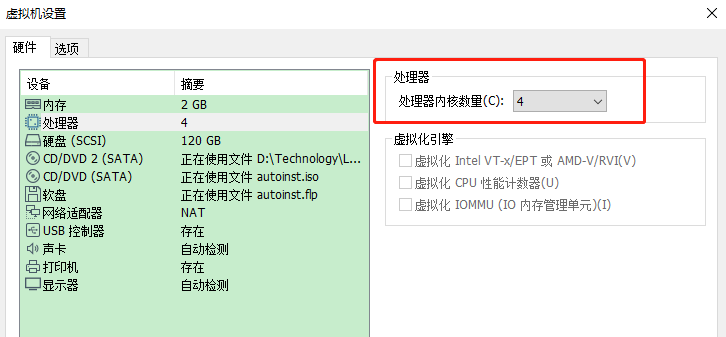 虚拟机设置
硬件 选项
设备 摘要
内存 2 GB
处理器 4
硬盘 (SCSI) 120 GB
CD/DVD 2 (SATA) 正在使用文件 D:\Technology\L...
CD/DVD (SATA) 正在使用文件 autoinst.iso
软盘 正在使用文件 autoinst.flp
网络适配器 NAT
USB 控制器 存在
声卡 自动检测
打印机 存在
显示器 自动检测
处理器
处理器内核数量(C): 4
虚拟化引擎
虚拟化 Intel VT-x/EPT 或 AMD-V/RVI(V)
虚拟化 CPU 性能计数器(U)
虚拟化 IOMMU (IO 内存管理单元)(I)